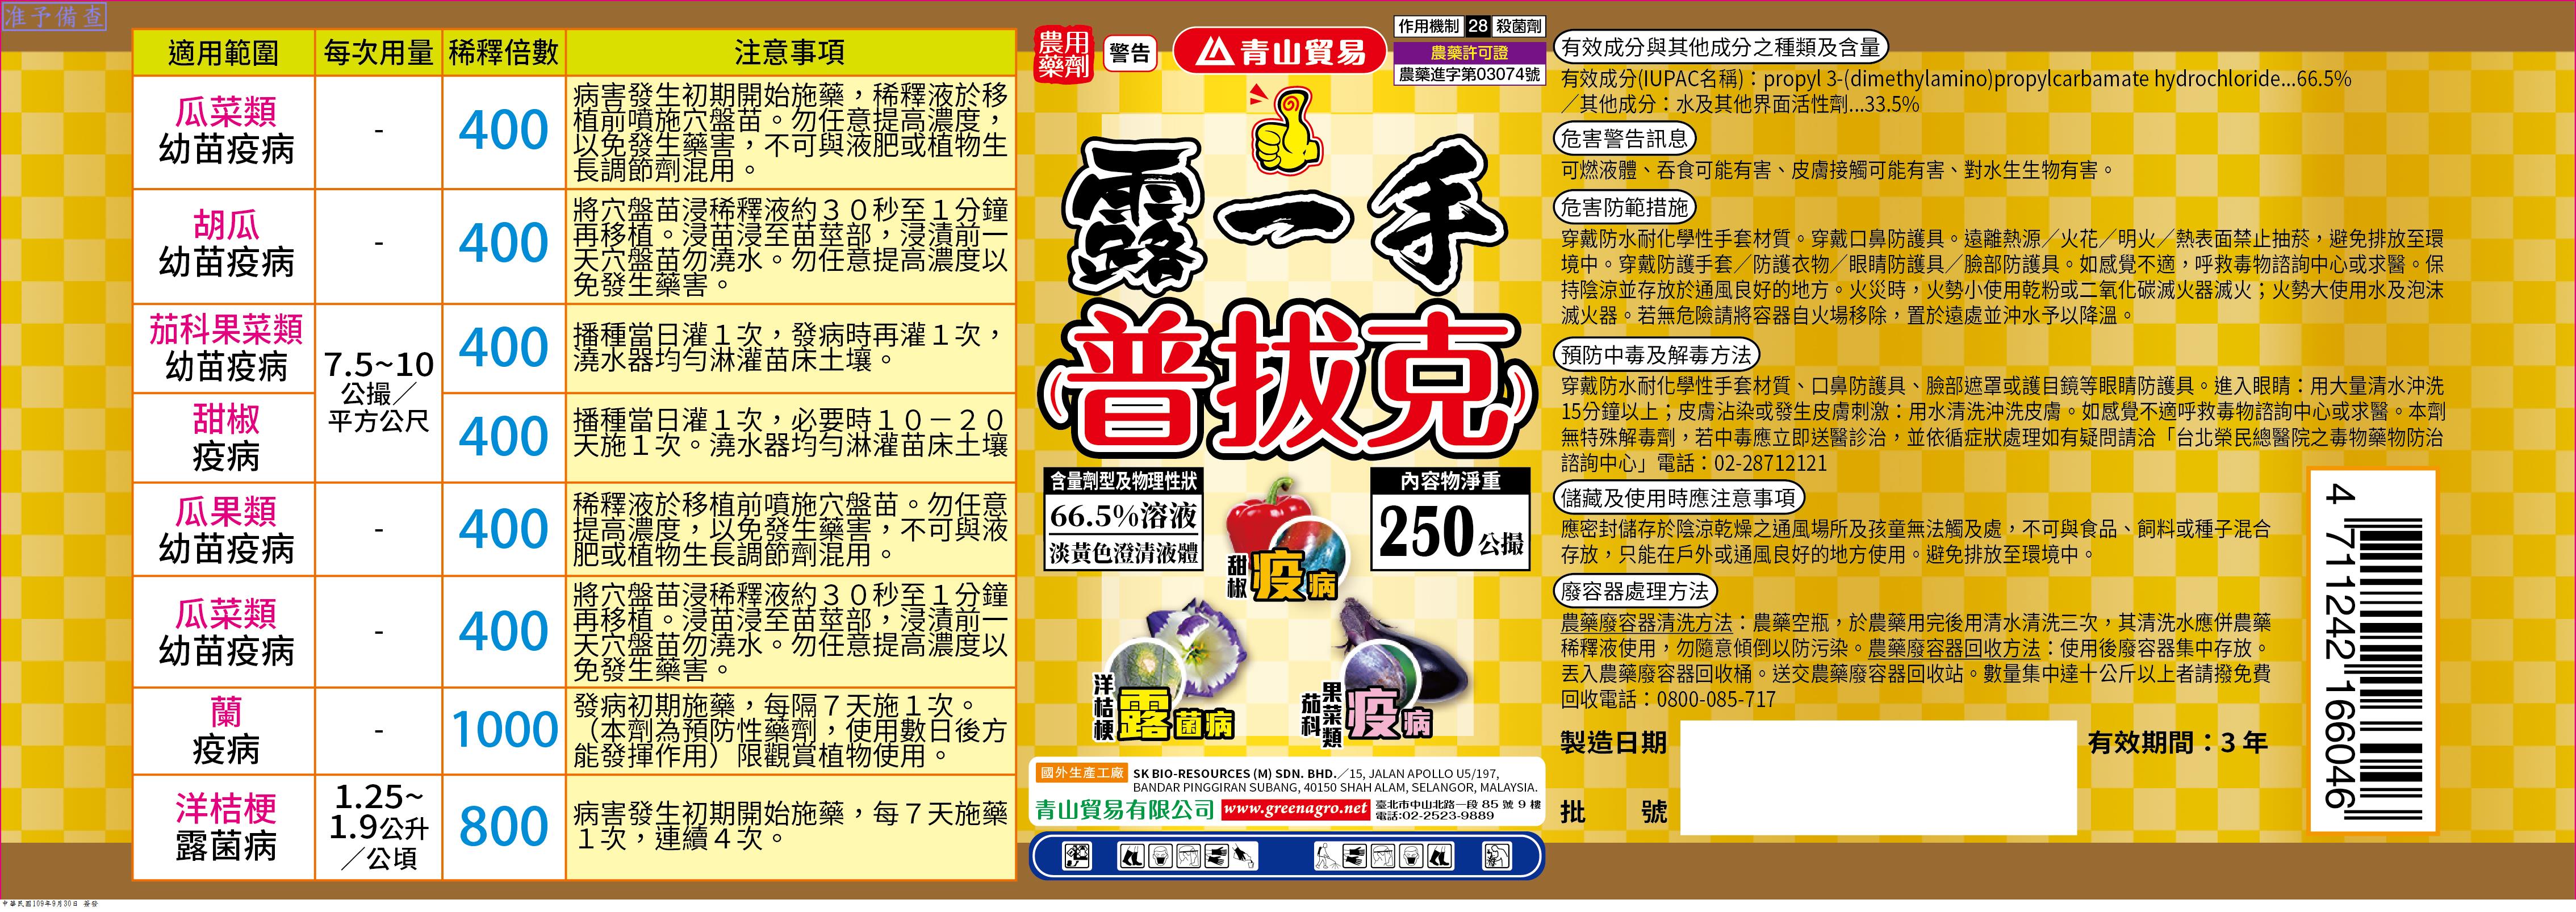 准予備查
適用範圍 每次用量 稀釋倍數 注意事項
瓜菜類
幼苗疫病
-
400
病害發生初期開始施藥，稀釋液於移
植前噴施穴盤苗。勿任意提高濃度，
以免發生藥害，不可與液肥或植物生
長調節劑混用。
胡瓜
幼苗疫病
-
400
將穴盤苗浸稀釋液約３０秒至１分鐘
再移植。浸苗浸至苗莖部，浸漬前一
天穴盤苗勿澆水。勿任意提高濃度以
免發生藥害。
茄科果菜類
幼苗疫病
7.5~10
公撮／
平方公尺
400
播種當日灌１次，發病時再灌１次，
澆水器均勻淋灌苗床土壤。
甜椒
疫病
400
播種當日灌１次，必要時１０－２０
天施１次。澆水器均勻淋灌苗床土壤
瓜果類
幼苗疫病
-
400
稀釋液於移植前噴施穴盤苗。勿任意
提高濃度，以免發生藥害，不可與液
肥或植物生長調節劑混用。
瓜菜類
幼苗疫病
-
400
將穴盤苗浸稀釋液約３０秒至１分鐘
再移植。浸苗浸至苗莖部，浸漬前一
天穴盤苗勿澆水。勿任意提高濃度以
免發生藥害。
蘭
疫病
-
1000
發病初期施藥，每隔７天施１次。
（本劑為預防性藥劑，使用數日後方
能發揮作用）限觀賞植物使用。
洋桔梗
露菌病
1.25~
1.9公升
／公頃
800
病害發生初期開始施藥，每７天施藥
１次，連續４次。
農用
藥劑
警告
青山貿易
作用機制 28 殺菌劑
農藥許可證
農藥進字第03074號
露一手
普拔克
含量劑型及物理性狀
66.5%溶液
淡黃色澄清液體
內容物淨重
250公撮
甜椒 疫病
洋桔梗 露菌病
茄科果菜類 疫病
國外生產工廠 SK BIO-RESOURCES (M) SDN. BHD.／15, JALAN APOLLO U5/197,
BANDAR PINGGIRAN SUBANG, 40150 SHAH ALAM, SELANGOR, MALAYSIA.
青山貿易有限公司 www.greenagro.net 臺北市中山北路一段 85 號 9 樓
電話:02-2523-9889
有效成分與其他成分之種類及含量
有效成分(IUPAC名稱)：propyl 3-(dimethylamino)propylcarbamate hydrochloride...66.5%
／其他成分：水及其他界面活性劑...33.5%
危害警告訊息
可燃液體、吞食可能有害、皮膚接觸可能有害、對水生生物有害。
危害防範措施
穿戴防水耐化學性手套材質。穿戴口鼻防護具。遠離熱源／火花／明火／熱表面禁止抽菸，避免排放至環
境中。穿戴防護手套／防護衣物／眼睛防護具／臉部防護具。如感覺不適，呼救毒物諮詢中心或求醫。保
持陰涼並存放於通風良好的地方。火災時，火勢小使用乾粉或二氧化碳滅火器滅火；火勢大使用水及泡沫
滅火器。若無危險請將容器自火場移除，置於遠處並沖水予以降溫。
預防中毒及解毒方法
穿戴防水耐化學性手套材質、口鼻防護具、臉部遮罩或護目鏡等眼睛防護具。進入眼睛：用大量清水沖洗
15分鐘以上；皮膚沾染或發生皮膚刺激：用水清洗沖洗皮膚。如感覺不適呼救毒物諮詢中心或求醫。本劑
無特殊解毒劑，若中毒應立即送醫診治，並依循症狀處理如有疑問請洽「台北榮民總醫院之毒物藥物防治
諮詢中心」電話：02-28712121
儲藏及使用時應注意事項
應密封儲存於陰涼乾燥之通風場所及孩童無法觸及處，不可與食品、飼料或種子混合
存放，只能在戶外或通風良好的地方使用。避免排放至環境中。
廢容器處理方法
農藥廢容器清洗方法：農藥空瓶，於農藥用完後用清水清洗三次，其清洗水應併農藥
稀釋液使用，勿隨意傾倒以防污染。農藥廢容器回收方法：使用後廢容器集中存放。
丟入農藥廢容器回收桶。送交農藥廢容器回收站。數量集中達十公斤以上者請撥免費
回收電話：0800-085-717
製造日期
有效期間：3 年
批 號
4 711242 166046
中華民國109年9月30日 簽發